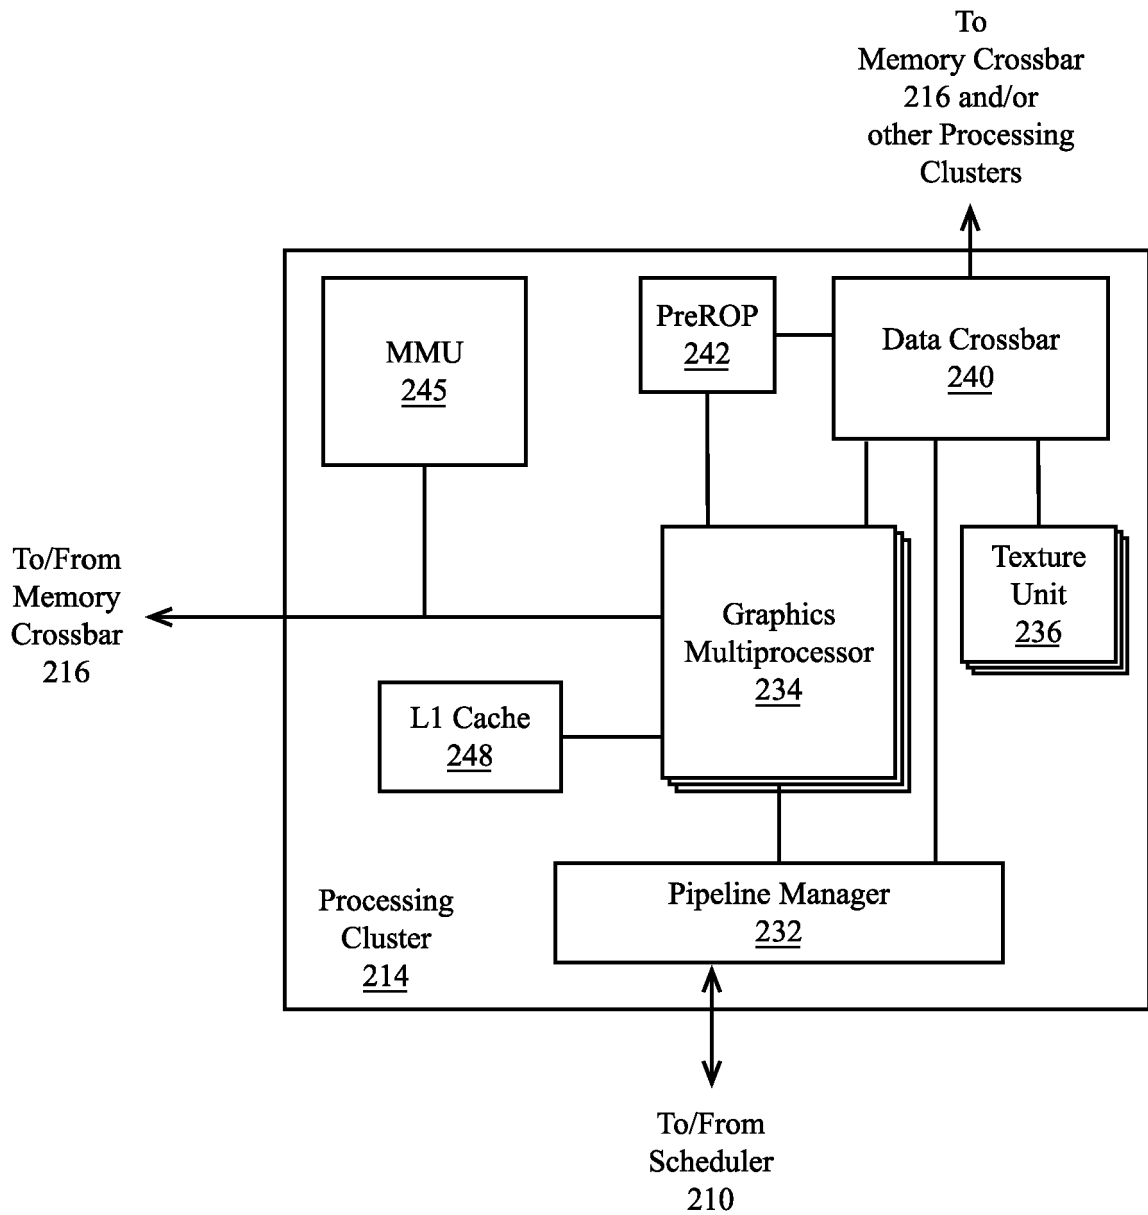 To
Memory Crossbar
216 and/or
other Processing
Clusters
MMU
245
PreROP
242
Data Crossbar
240
To/From
Memory
Crossbar
216
Graphics
Multiprocessor
234
Texture
Unit
236
L1 Cache
248
Pipeline Manager
232
Processing
Cluster
214
To/From
Scheduler
210